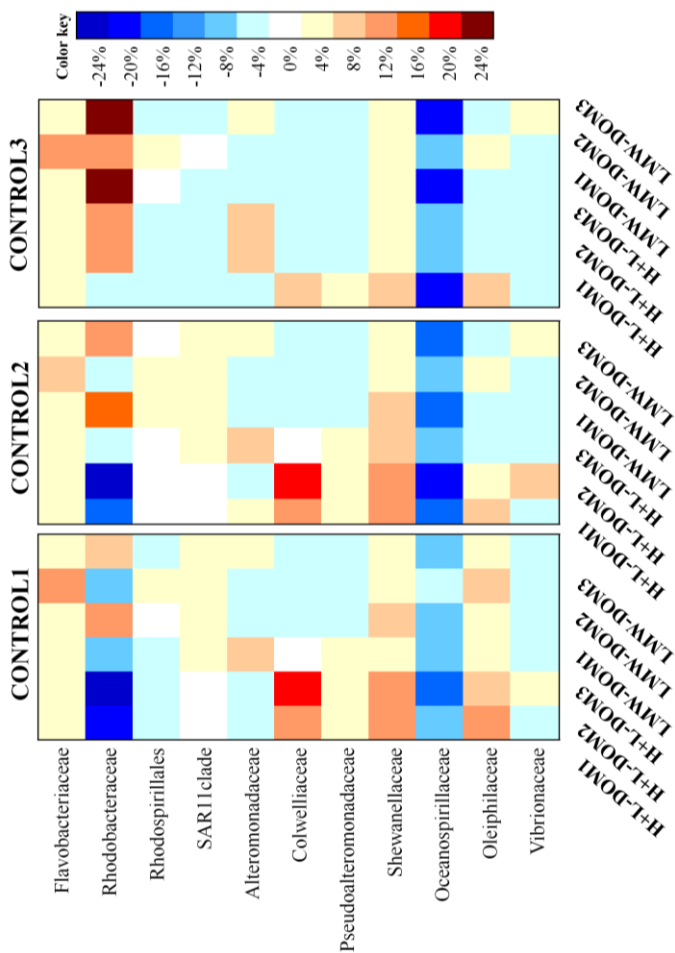 CONTROL1
CONTROL2
CONTROL3
Color key
-24%
-20%
-16%
-12%
-8%
-4%
0%
4%
8%
12%
16%
20%
24%
Flavobacteriaceae
Rhodobacteraceae
Rhodospirillales
SAR11clade
Alteromonadaceae
Colwelliaceae
Pseudoalteromonadaceae
Shewanellaceae
Oceanospirillaceae
Oleiphilaceae
Vibrionaceae
H+L-DOM1
H+L-DOM2
H+L-DOM3
LMW-DOM1
LMW-DOM2
LMW-DOM3
H+L-DOM1
H+L-DOM2
H+L-DOM3
LMW-DOM1
LMW-DOM2
LMW-DOM3
H+L-DOM1
H+L-DOM2
H+L-DOM3
LMW-DOM1
LMW-DOM2
LMW-DOM3